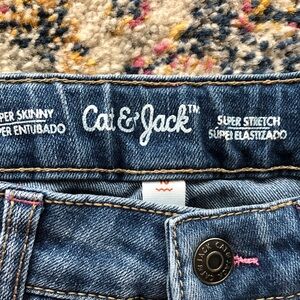 PER SKINNY
PER ENTUBADO
Cat & Jack™
SUPER STRETCH
SÚPER ELASTIZADO